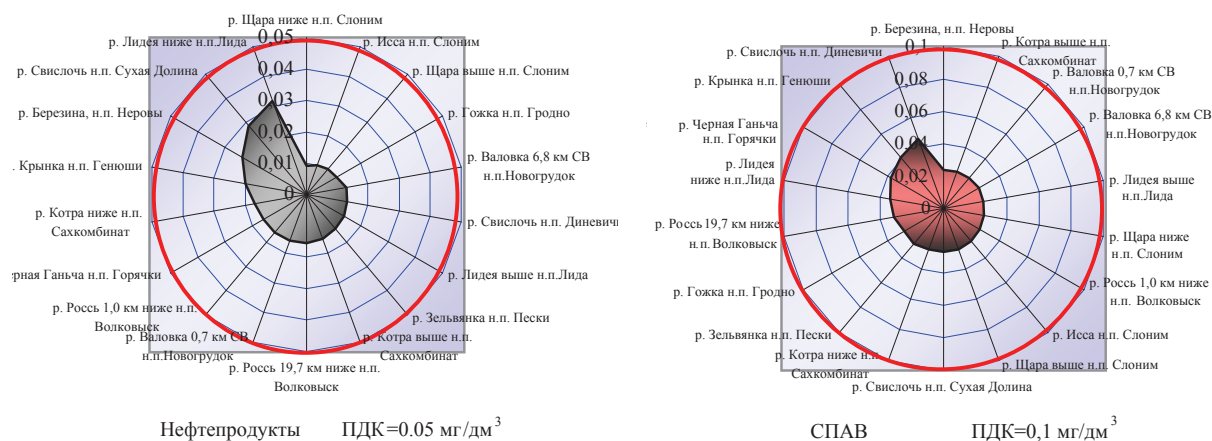 р. Щара ниже н.п. Слоним
0,05
р. Лидея ниже н.п.Лида
р. Исса н.п. Слоним
р. Свислочь н.п. Сухая Долина
0,04
р. Щара выше н.п. Слоним
р. Березина, н.п. Неровы
0,03
р. Гожка н.п. Гродно
0,02
. Крынка н.п. Генюши
0,01
р. Валовка 6,8 км СВ
н.п.Новогрудок
0
р. Котра ниже н.п.
Сахкомбинат
р. Свислочь н.п. Диневичи
ерная Ганьча н.п. Горячки
р. Лидея выше н.п.Лида
р. Россь 1,0 км ниже н.п.
Волковыск
р. Зельвянка н.п. Пески
р. Валовка 0,7 км СВ
н.п.Новогрудок
р. Котра выше н.п.
Сахкомбинат
р. Россь 19,7 км ниже н.п.
Волковыск
Нефтепродукты ПДК=0.05 мг/дм3
р. Березина, н.п. Неровы
0,1
р. Свислочь н.п. Диневичи
р. Котра выше н.п.
Сахкомбинат
р. Крынка н.п. Генюши
0,08
р. Валовка 0,7 км СВ
н.п.Новогрудок
0,06
р. Черная Ганьча
н.п. Горячки
р. Валовка 6,8 км СВ
н.п.Новогрудок
0,04
р. Лидея
ниже н.п.Лида
0,02
р. Лидея выше
н.п.Лида
0
р. Россь 19,7 км ниже
н.п.Волковыск
р. Щара ниже
н.п. Слоним
р. Гожка н.п. Гродно
р. Россь 1,0 км ниже
н.п. Волковыск
р. Зельвянка н.п. Пески
р. Исса н.п. Слоним
р. Котра ниже н.п.
Сахкомбинат
р. Щара выше н.п. Слоним
р. Свислочь н.п. Сухая Долина
СПАВ ПДК=0,1 мг/дм3